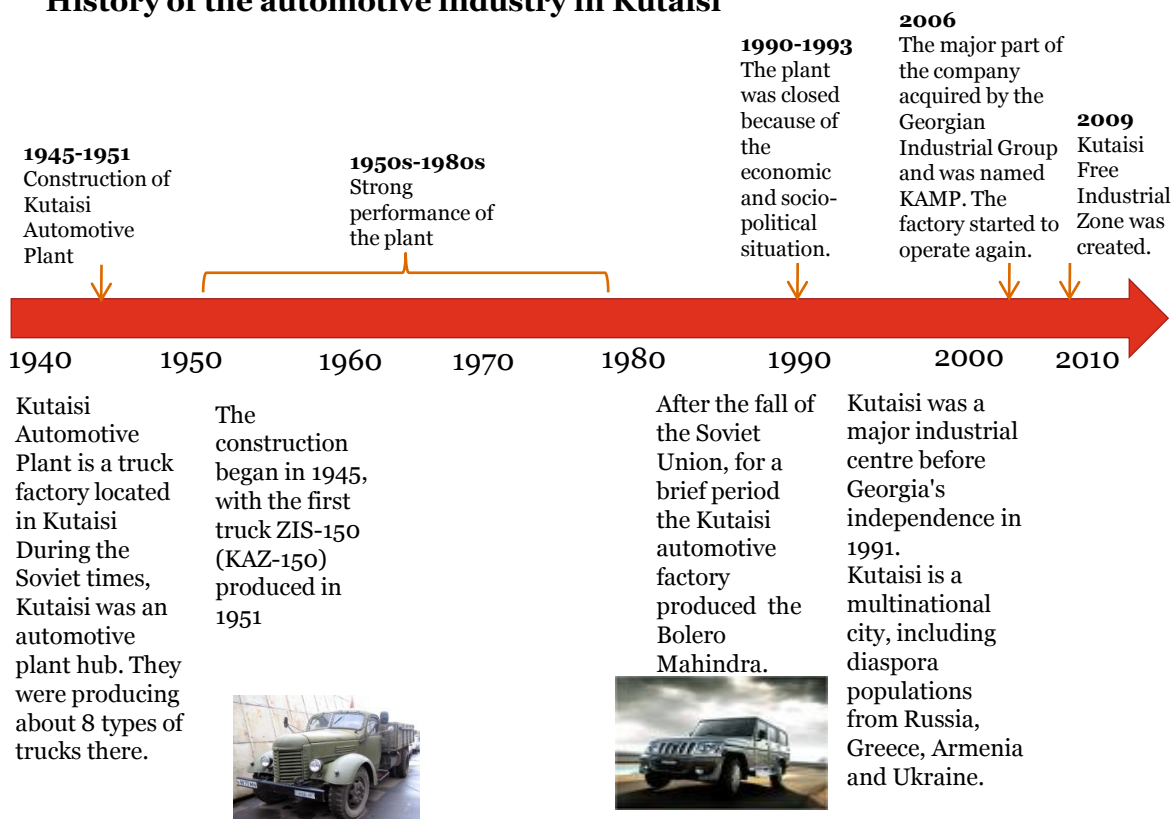 History of the automotive industry in Kutaisi
1945-1951
Construction of
Kutaisi
Automotive
Plant
1950s-1980s
Strong
performance of
the plant
1990-1993
The plant
was closed
because of
the
economic
and socio-
political
situation.
2006
The major part of
the company
acquired by the
Georgian
Industrial Group
and was named
KAMP. The
factory started to
operate again.
2009
Kutaisi
Free
Industrial
Zone was
created.
1940
1950
1960
1970
1980
1990
2000
2010
Kutaisi
Automotive
Plant is a truck
factory located
in Kutaisi
During the
Soviet times,
Kutaisi was an
automotive
plant hub. They
were producing
about 8 types of
trucks there.
The
construction
began in 1945,
with the first
truck ZIS-150
(KAZ-150)
produced in
1951
After the fall of
the Soviet
Union, for a
brief period
the Kutaisi
automotive
factory
produced the
Bolero
Mahindra.
Kutaisi was a
major industrial
centre before
Georgia's
independence in
1991.
Kutaisi is a
multinational
city, including
diaspora
populations
from Russia,
Greece, Armenia
and Ukraine.